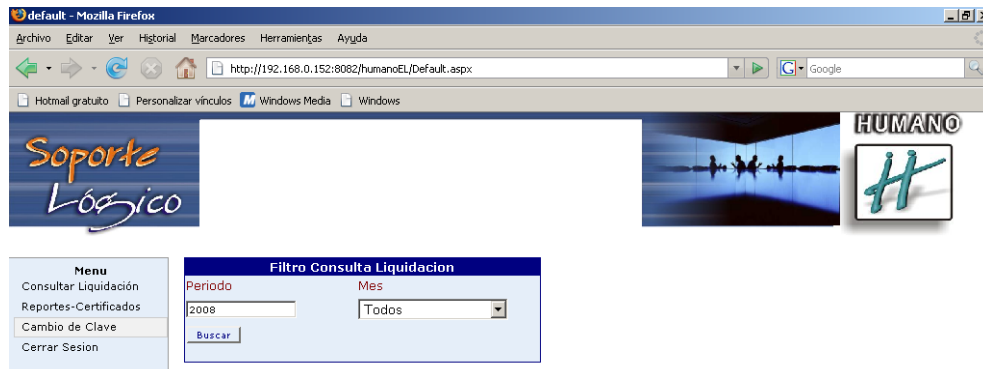 default - Mozilla Firefox
Archivo Editar Ver Historial Marcadores Herramientas Ayuda
http://192.168.0.152:8082/humanoEL/Default.aspx
G Google
Hotmail gratuito Personalizar vínculos Windows Media Windows
Soporte
Lógico
HUMANO
H
Menu
Consultar Liquidación
Reportes-Certificados
Cambio de Clave
Cerrar Sesion
Filtro Consulta Liquidacion
Periodo Mes
2008 Todos
Buscar